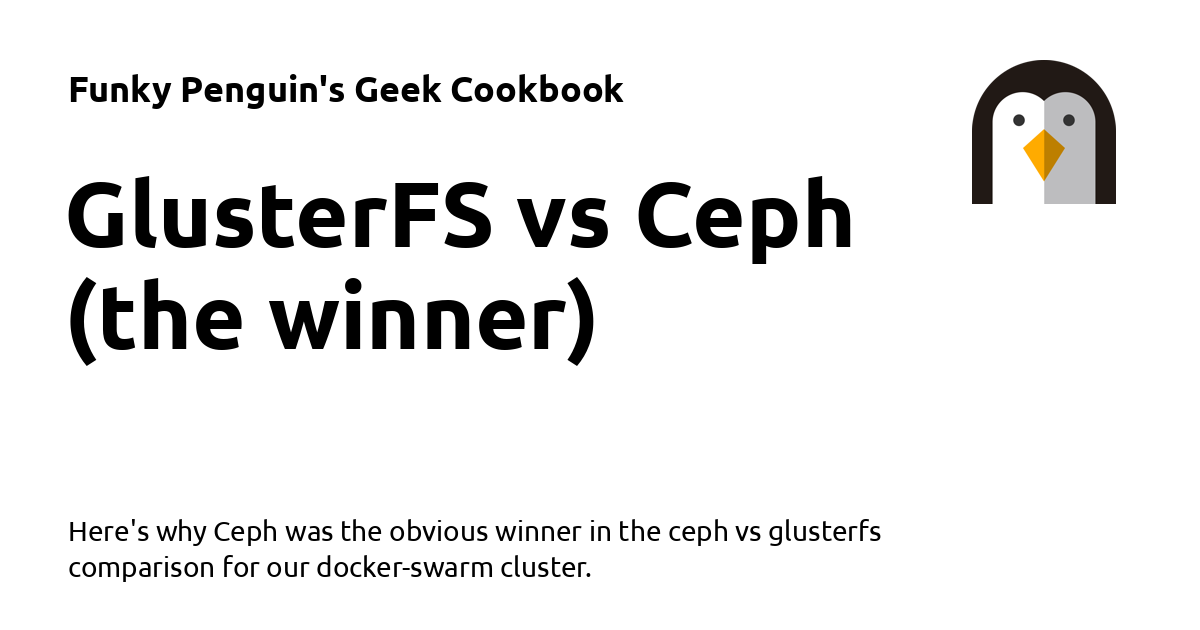 Funky Penguin's Geek Cookbook
GlusterFS vs Ceph
(the winner)
Here's why Ceph was the obvious winner in the ceph vs glusterfs
comparison for our docker-swarm cluster.